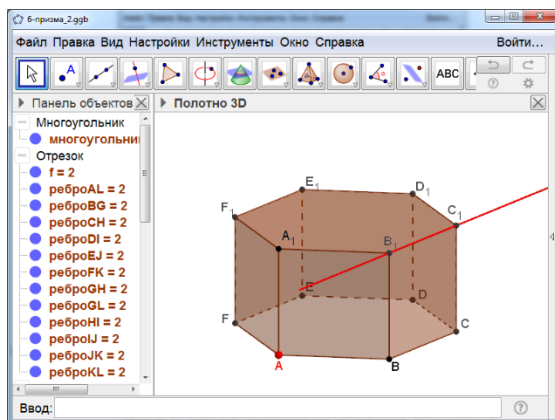 6-призма_2.ggb
Файл Правка Вид Настройки Инструменты Окно Справка Войти...
A
ABC
Панель объектов
Полотно 3D
Многоугольник
многоугольни
Отрезок
f = 2
реброAL = 2
реброBG = 2
реброCH = 2
реброDI = 2
реброEJ = 2
реброFK = 2
реброGH = 2
реброGL = 2
реброHI = 2
реброIJ = 2
реброJK = 2
реброKL = 2
E1
D1
F1
C1
A1
B1
E
D
F
C
A
B
Ввод: